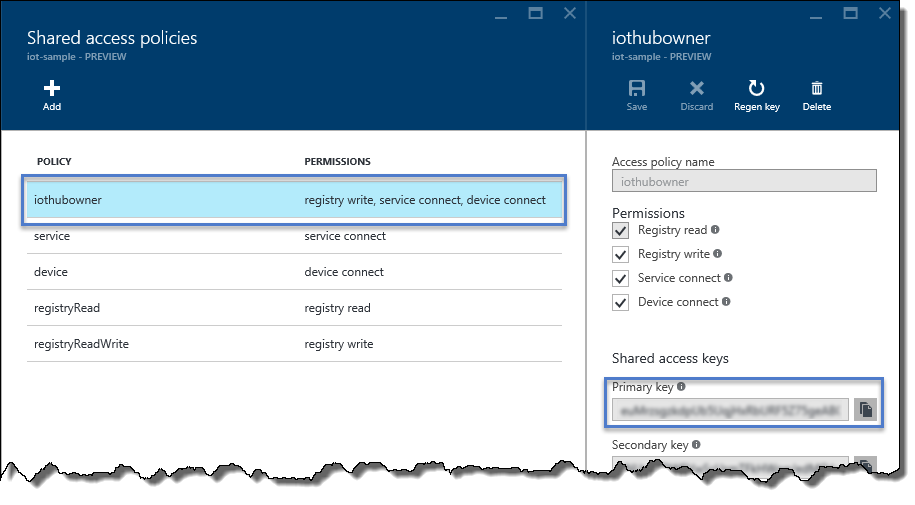 Shared access policies
iot-sample - PREVIEW
Add
POLICY PERMISSIONS
iothubowner registry write, service connect, device connect
service service connect
device device connect
registryRead registry read
registryReadWrite registry write
iothubowner
iot-sample - PREVIEW
Save Discard Regen key Delete
Access policy name
iothubowner
Permissions
Registry read
Registry write
Service connect
Device connect
Shared access keys
Primary key
Secondary key